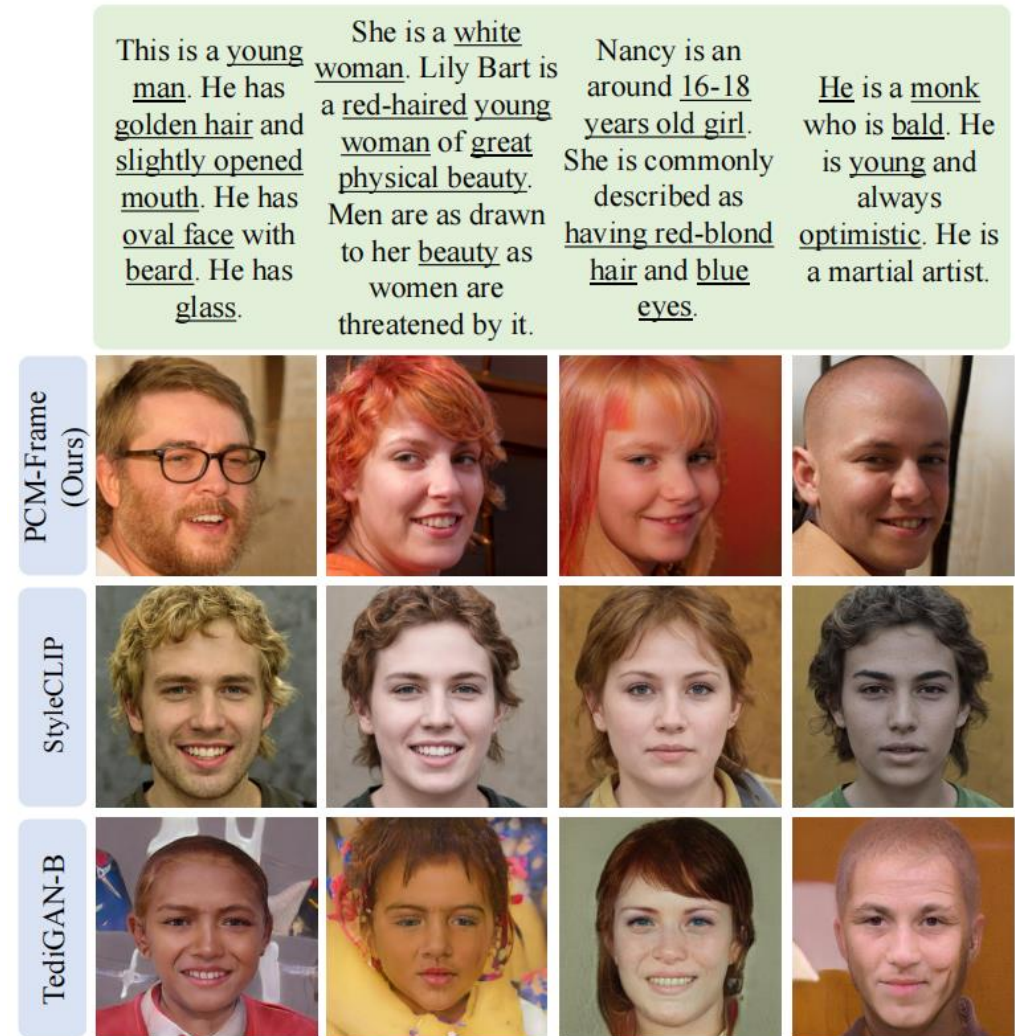 This is a young
man. He has
golden hair and
slightly opened
mouth. He has
oval face with
beard. He has
glass.
She is a white
woman. Lily Bart is
a red-haired young
woman of great
physical beauty.
Men are as drawn
to her beauty as
women are
threatened by it.
Nancy is an
around 16-18
years old girl.
She is commonly
described as
having red-blond
hair and blue
eyes.
He is a monk
who is bald. He
is young and
always
optimistic. He is
a martial artist.
PCM-Frame
(Ours)
StyleCLIP
TediGAN-B